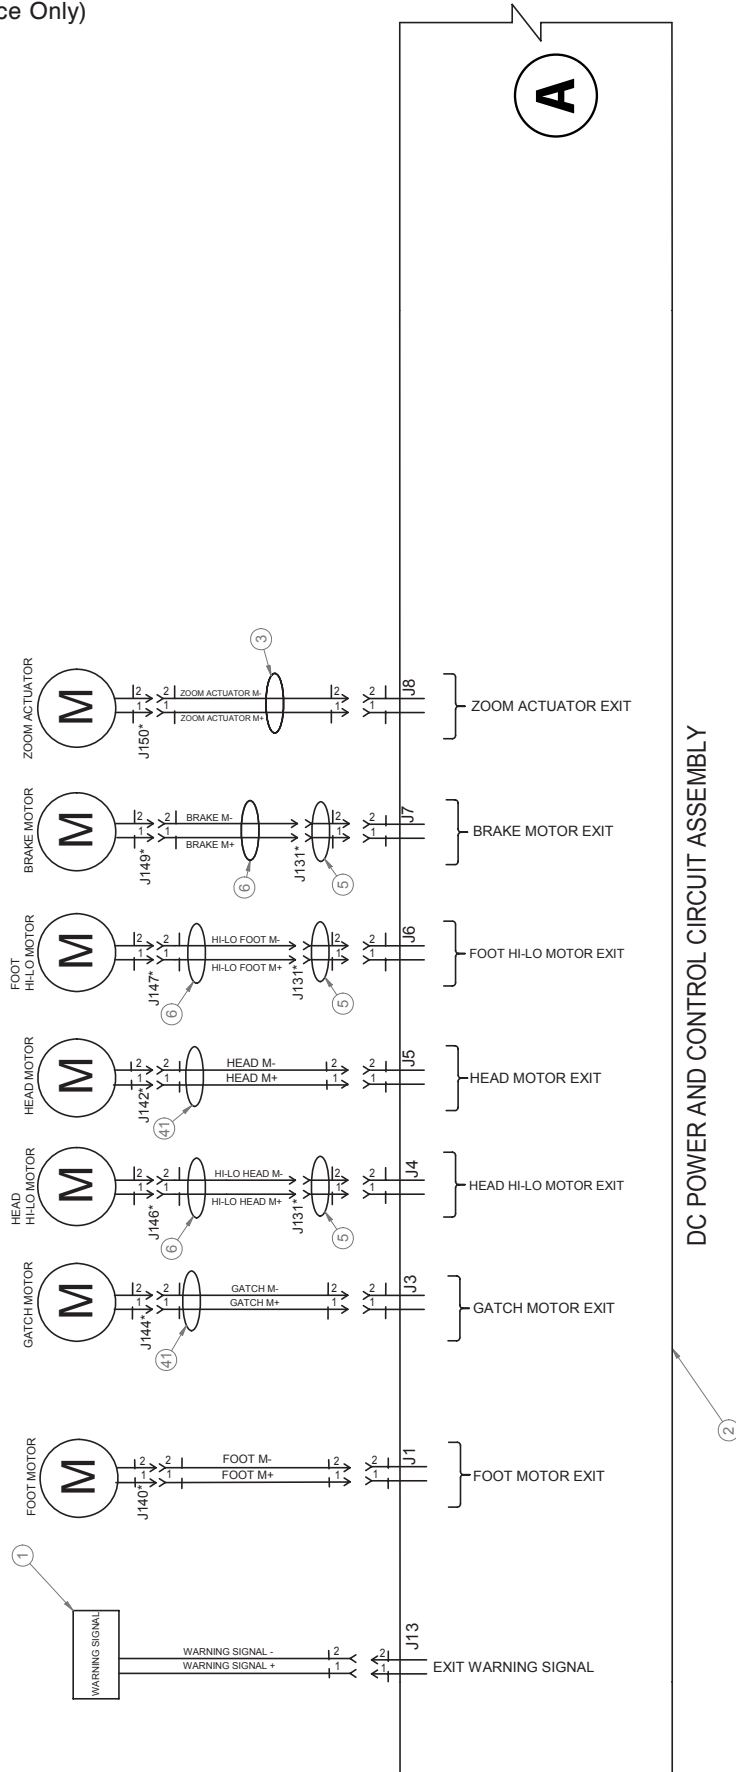 ce Only)
A
ZOOM ACTUATOR
M
2
1
J150*
2
1
ZOOM ACTUATOR M-
ZOOM ACTUATOR M+
3
2
1
2
1
J8
ZOOM ACTUATOR EXIT
BRAKE MOTOR
M
2
1
J149*
2
1
BRAKE M-
BRAKE M+
6
J131*
5
2
1
2
1
J7
BRAKE MOTOR EXIT
FOOT
HI-LO MOTOR
M
2
1
J147*
2
1
HI-LO FOOT M-
HI-LO FOOT M+
6
J131*
5
2
1
2
1
J6
FOOT HI-LO MOTOR EXIT
HEAD MOTOR
M
2
1
J142*
2
1
HEAD M-
HEAD M+
41
2
1
2
1
J5
HEAD MOTOR EXIT
HEAD
HI-LO MOTOR
M
2
1
J146*
2
1
HI-LO HEAD M-
HI-LO HEAD M+
6
J131*
5
2
1
2
1
J4
HEAD HI-LO MOTOR EXIT
GATCH MOTOR
M
2
1
J144*
2
1
GATCH M-
GATCH M+
41
2
1
2
1
J3
GATCH MOTOR EXIT
FOOT MOTOR
M
2
1
J140*
2
1
FOOT M-
FOOT M+
2
1
2
1
J1
FOOT MOTOR EXIT
1
WARNING SIGNAL
WARNING SIGNAL -
WARNING SIGNAL +
2
1
2
1
J13
EXIT WARNING SIGNAL
DC POWER AND CONTROL CIRCUIT ASSEMBLY
2